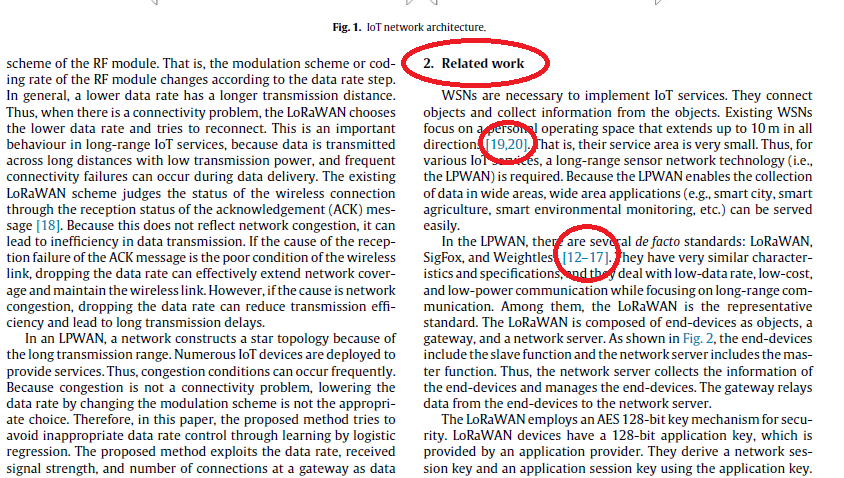 Fig. 1. IoT network architecture.
scheme of the RF module. That is, the modulation scheme or cod-
ing rate of the RF module changes according to the data rate step.
In general, a lower data rate has a longer transmission distance.
Thus, when there is a connectivity problem, the LoRaWAN chooses
the lower data rate and tries to reconnect. This is an important
behaviour in long-range IoT services, because data is transmitted
across long distances with low transmission power, and frequent
connectivity failures can occur during data delivery. The existing
LoRaWAN scheme judges the status of the wireless connection
through the reception status of the acknowledgement (ACK) mes-
sage [18]. Because this does not reflect network congestion, it can
lead to inefficiency in data transmission. If the cause of the recep-
tion failure of the ACK message is the poor condition of the wireless
link, dropping the data rate can effectively extend network cover-
age and maintain the wireless link. However, if the cause is network
congestion, dropping the data rate can reduce transmission effi-
ciency and lead to long transmission delays.
In an LPWAN, a network constructs a star topology because of
the long transmission range. Numerous IoT devices are deployed to
provide services. Thus, congestion conditions can occur frequently.
Because congestion is not a connectivity problem, lowering the
data rate by changing the modulation scheme is not the appropri-
ate choice. Therefore, in this paper, the proposed method tries to
avoid inappropriate data rate control through learning by logistic
regression. The proposed method exploits the data rate, received
signal strength, and number of connections at a gateway as data
2. Related work
WSNs are necessary to implement IoT services. They connect
objects and collect information from the objects. Existing WSNs
focus on a personal operating space that extends up to 10 m in all
direction [19,20]. That is, their service area is very small. Thus, for
various IoT services, a long-range sensor network technology (i.e.,
the LPWAN) is required. Because the LPWAN enables the collection
of data in wide areas, wide area applications (e.g., smart city, smart
agriculture, smart environmental monitoring, etc.) can be served
easily.
In the LPWAN, there are several de facto standards: LoRaWAN,
SigFox, and Weightless [12–17]. They have very similar character-
istics and specifications, and they deal with low-data rate, low-cost,
and low-power communication while focusing on long-range com-
munication. Among them, the LoRaWAN is the representative
standard. The LoRaWAN is composed of end-devices as objects, a
gateway, and a network server. As shown in Fig. 2, the end-devices
include the slave function and the network server includes the mas-
ter function. Thus, the network server collects the information of
the end-devices and manages the end-devices. The gateway relays
data from the end-devices to the network server.
The LoRaWAN employs an AES 128-bit key mechanism for secu-
rity. LoRaWAN devices have a 128-bit application key, which is
provided by an application provider. They derive a network ses-
sion key and an application session key using the application key.